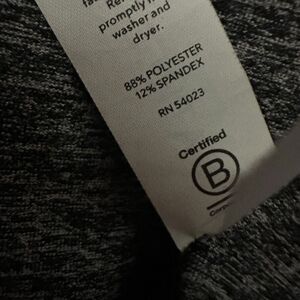 promptly
washer and
dryer.
88% POLYESTER
12% SPANDEX
RN 54023
Certified
B